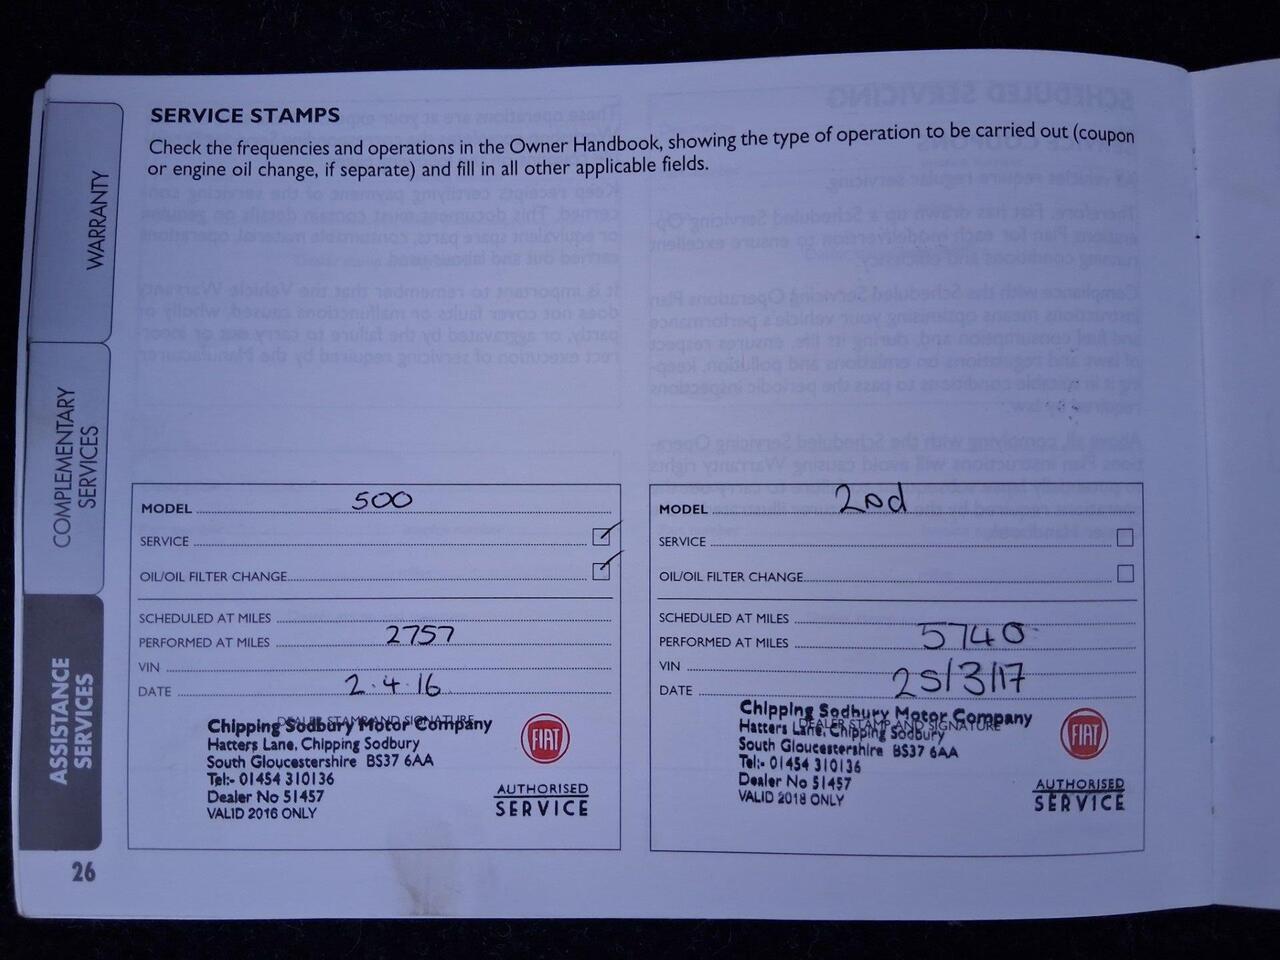 SERVICE STAMPS
Check the frequencies and operations in the Owner Handbook, showing the type of operation to be carried out (coupon
or engine oil change, if separate) and fill in all other applicable fields.
WARRANTY
COMPLEMENTARY
SERVICES
ASSISTANCE
SERVICES
26
MODEL 500
SERVICE
OIL/OIL FILTER CHANGE
SCHEDULED AT MILES
PERFORMED AT MILES 2757
VIN
DATE 2.4.16
DEALER STAMP AND SIGNATURE
Chipping Sodbury Motor Company
Hatters Lane, Chipping Sodbury
South Gloucestershire BS37 6AA
Tel:- 01454 310136
Dealer No 51457
VALID 2016 ONLY
FIAT
AUTHORISED
SERVICE
MODEL 2nd
SERVICE
OIL/OIL FILTER CHANGE
SCHEDULED AT MILES
PERFORMED AT MILES 5740
VIN
DATE 25/3/17
DEALER STAMP AND SIGNATURE
Chipping Sodbury Motor Company
Hatters Lane, Chipping Sodbury
South Gloucestershire BS37 6AA
Tel:- 01454 310136
Dealer No 51457
VALID 2018 ONLY
FIAT
AUTHORISED
SERVICE